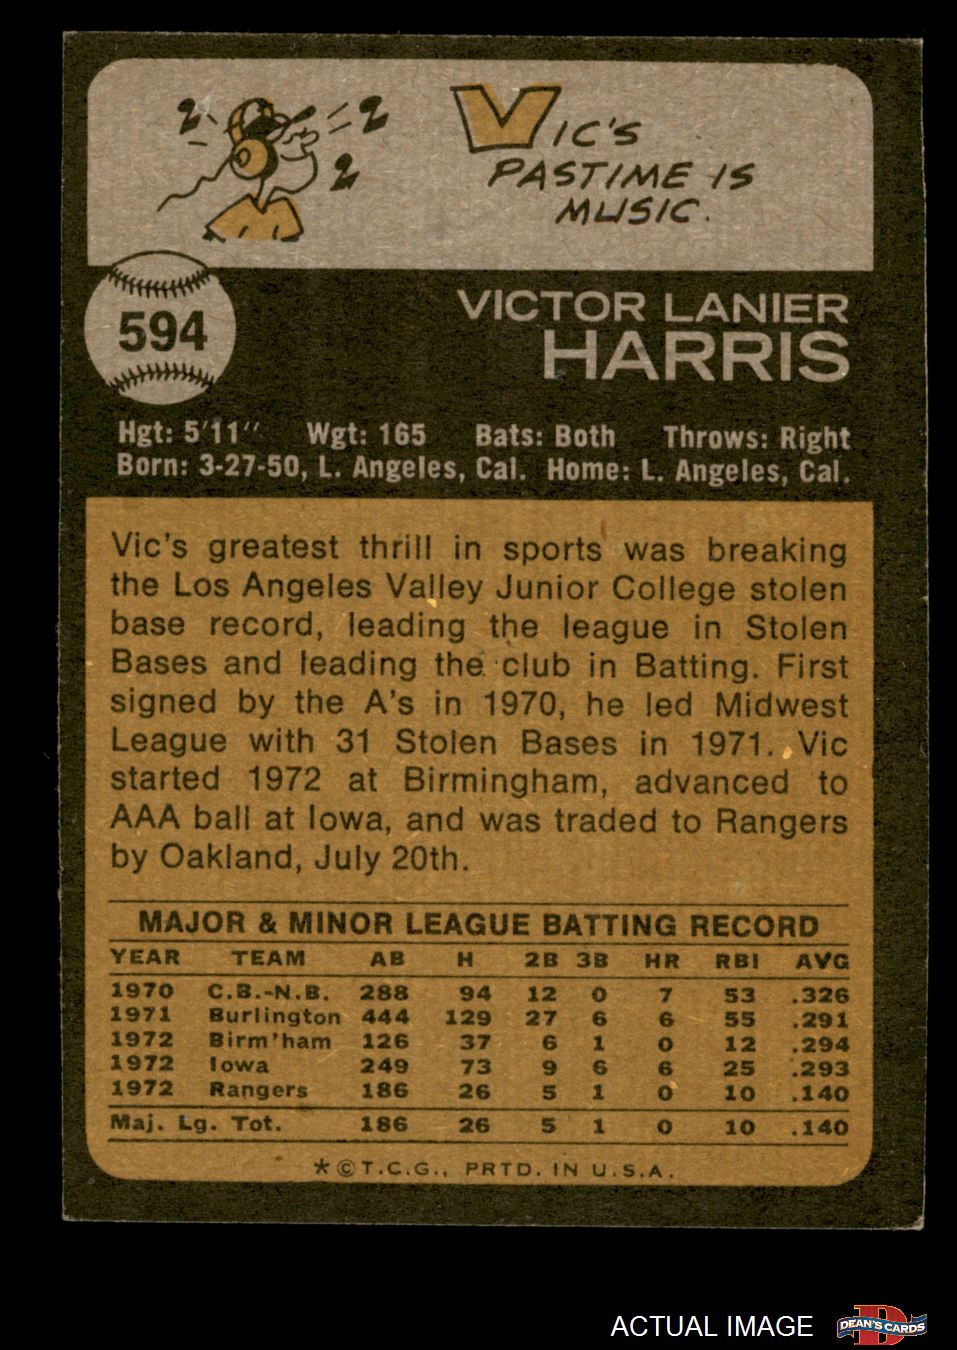 VIC'S
PASTIME IS
MUSIC.
594
VICTOR LANIER
HARRIS
Hgt: 5'11" Wgt: 165 Bats: Both Throws: Right
Born: 3-27-50, L. Angeles, Cal. Home: L. Angeles, Cal.
Vic's greatest thrill in sports was breaking
the Los Angeles Valley Junior College stolen
base record, leading the league in Stolen
Bases and leading the club in Batting. First
signed by the A's in 1970, he led Midwest
League with 31 Stolen Bases in 1971. Vic
started 1972 at Birmingham, advanced to
AAA ball at Iowa, and was traded to Rangers
by Oakland, July 20th.
MAJOR & MINOR LEAGUE BATTING RECORD
YEAR TEAM AB H 2B 3B HR RBI AVG
1970 C.B.-N.B. 288 94 12 0 7 53 .326
1971 Burlington 444 129 27 6 6 55 .291
1972 Birm'ham 126 37 6 1 0 12 .294
1972 Iowa 249 73 9 6 6 25 .293
1972 Rangers 186 26 5 1 0 10 .140
Maj. Lg. Tot. 186 26 5 1 0 10 .140
*©T.C.G., PRTD. IN U.S.A.
ACTUAL IMAGE
D
DEAN'S CARDS